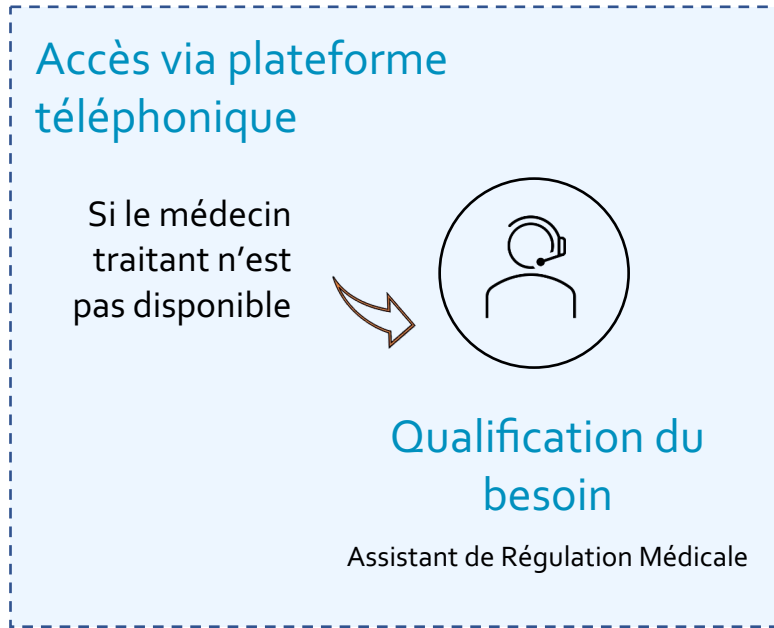 Accès via plateforme
téléphonique
Si le médecin
traitant n’est
pas disponible
Qualification du
besoin
Assistant de Régulation Médicale